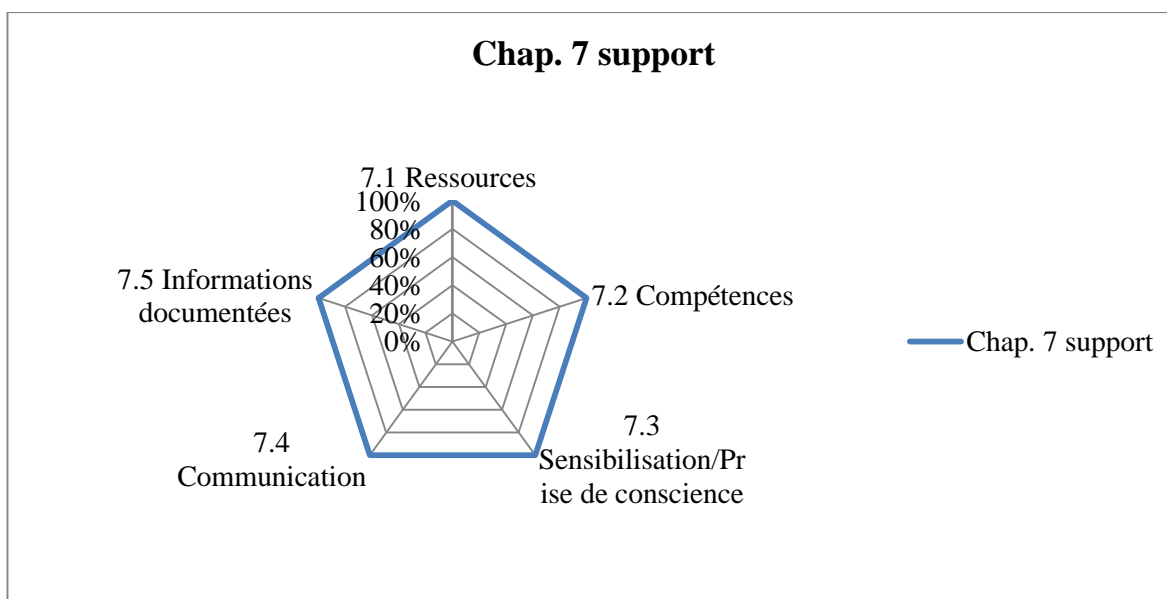 Chap. 7 support
7.1 Ressources
100%
80%
60%
40%
20%
0%
7.2 Compétences
7.3
Sensibilisation/Pr
ise de conscience
7.4
Communication
7.5 Informations
documentées
Chap. 7 support